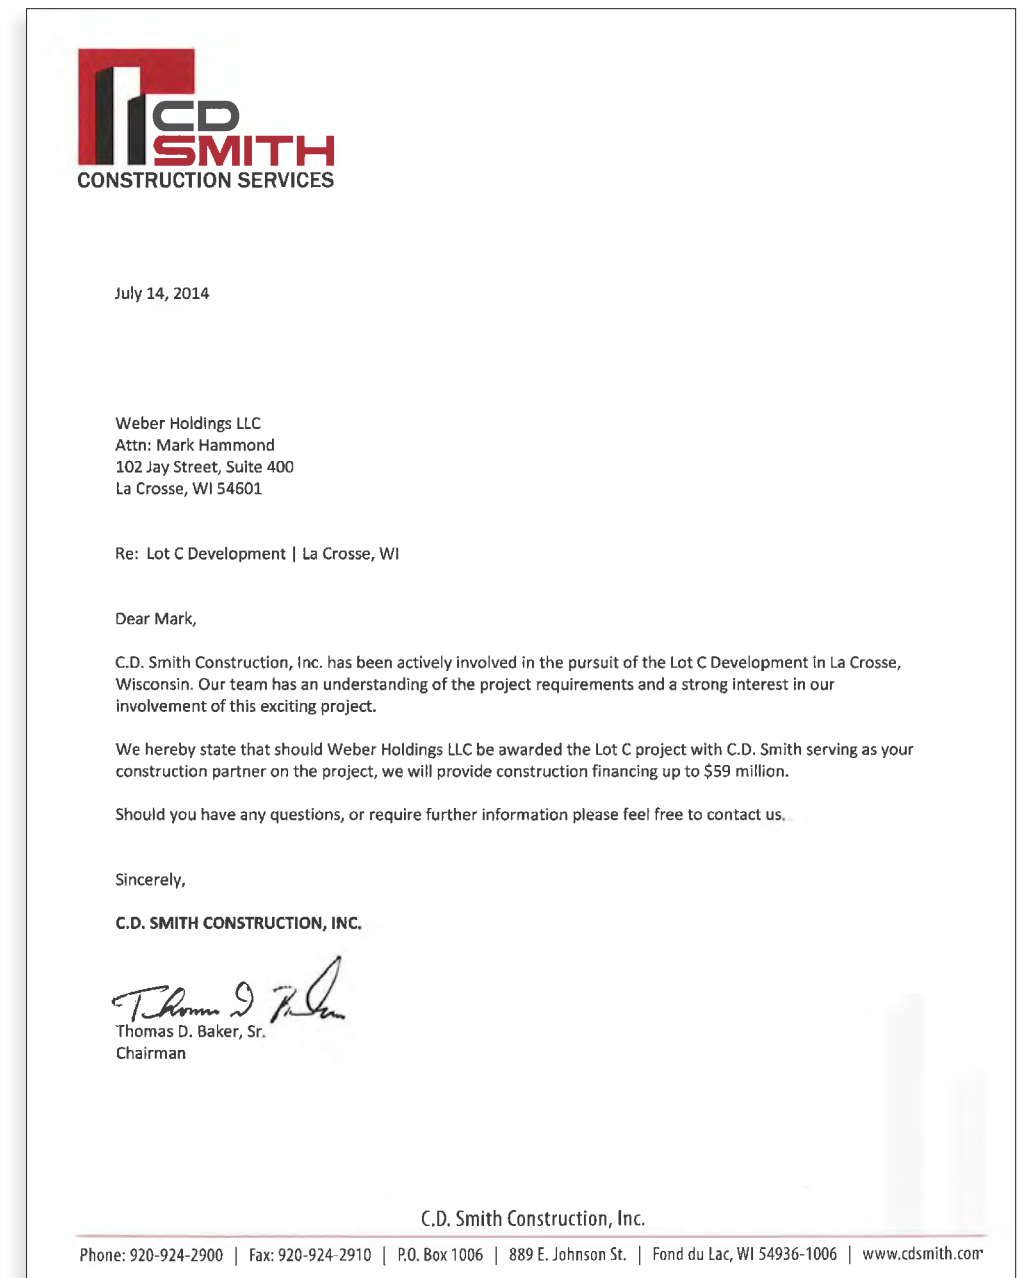 CD
SMITH
CONSTRUCTION SERVICES
July 14, 2014
Weber Holdings LLC
Attn: Mark Hammond
102 Jay Street, Suite 400
La Crosse, WI 54601
Re: Lot C Development | La Crosse, WI
Dear Mark,
C.D. Smith Construction, Inc. has been actively involved in the pursuit of the Lot C Development in La Crosse,
Wisconsin. Our team has an understanding of the project requirements and a strong interest in our
involvement of this exciting project.
We hereby state that should Weber Holdings LLC be awarded the Lot C project with C.D. Smith serving as your
construction partner on the project, we will provide construction financing up to $59 million.
Should you have any questions, or require further information please feel free to contact us.
Sincerely,
C.D. SMITH CONSTRUCTION, INC.
Thomas D. Baker, Sr.
Chairman
C.D. Smith Construction, Inc.
Phone: 920-924-2900 | Fax: 920-924-2910 | P.O. Box 1006 | 889 E. Johnson St. | Fond du Lac, WI 54936-1006 | www.cdsmith.com